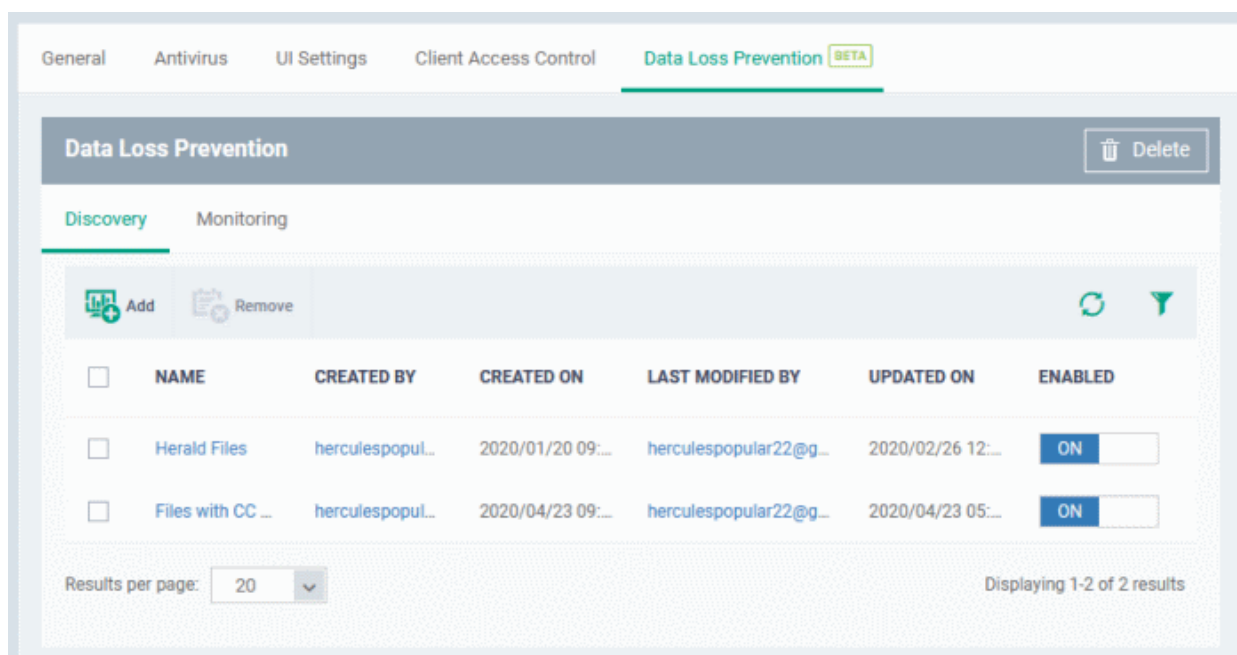 General Antivirus UI Settings Client Access Control Data Loss Prevention BETA
Data Loss Prevention Delete
Discovery Monitoring
Add Remove
NAME CREATED BY CREATED ON LAST MODIFIED BY UPDATED ON ENABLED
Herald Files herculespopul... 2020/01/20 09:... herculespopular22@g... 2020/02/26 12:... ON
Files with CC ... herculespopul... 2020/04/23 09:... herculespopular22@g... 2020/04/23 05:... ON
Results per page: 20 Displaying 1-2 of 2 results